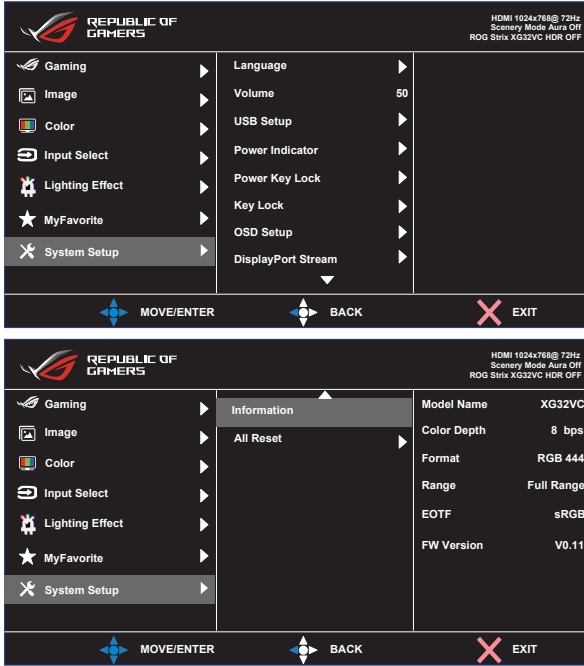 REPUBLIC OF
GAMERS
HDMI 1024x768@ 72Hz
Scenery Mode Aura Off
ROG Strix XG32VC HDR OFF
Gaming
Image
Color
Input Select
Lighting Effect
MyFavorite
System Setup
Language
Volume 50
USB Setup
Power Indicator
Power Key Lock
Key Lock
OSD Setup
DisplayPort Stream
MOVE/ENTER
BACK
EXIT
REPUBLIC OF
GAMERS
HDMI 1024x768@ 72Hz
Scenery Mode Aura Off
ROG Strix XG32VC HDR OFF
Gaming
Image
Color
Input Select
Lighting Effect
MyFavorite
System Setup
Information
All Reset
Model Name XG32VC
Color Depth 8 bps
Format RGB 444
Range Full Range
EOTF sRGB
FW Version V0.11
MOVE/ENTER
BACK
EXIT